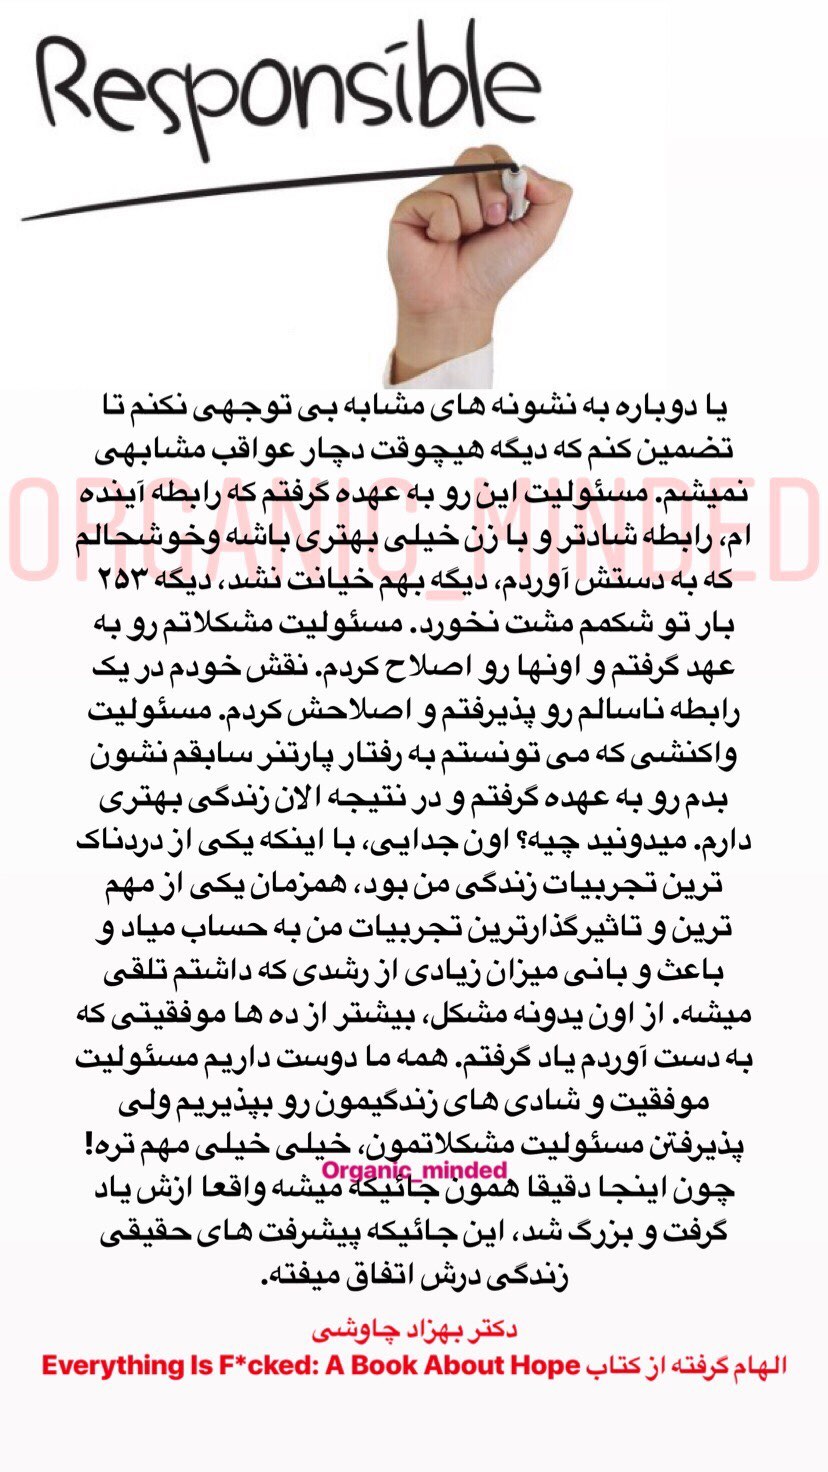 Responsible
یا دوباره به نشونه های مشابه بی توجهی نکنم تا
تضمین کنم که دیگه هیچوقت دچار عواقب مشابهی
نمیشم. مسئولیت این رو به عهده گرفتم که رابطه آینده
ام، رابطه شادتر و با زن خیلی بهتری باشه وخوشحالم
که به دستش آوردم، دیگه بهم خیانت نشد، دیگه ۲۵۳
بار تو شکمم مشت نخورد. مسئولیت مشکلاتم رو به
عهد گرفتم و اونها رو اصلاح کردم. نقش خودم در یک
رابطه ناسالم رو پذیرفتم و اصلاحش کردم. مسئولیت
واکنشی که می تونستم به رفتار پارتنر سابقم نشون
بدم رو به عهده گرفتم و در نتیجه الان زندگی بهتری
دارم. میدونید چیه؟ اون جدایی، با اینکه یکی از دردناک
ترین تجربیات زندگی من بود، همزمان یکی از مهم
ترین و تاثیرگذارترین تجربیات من به حساب میاد و
باعث و بانی میزان زیادی از رشدی که داشتم تلقی
میشه. از اون یدونه مشکل، بیشتر از ده ها موفقیتی که
به دست آوردم یاد گرفتم. همه ما دوست داریم مسئولیت
موفقیت و شادی های زندگیمون رو بپذیریم ولی
پذیرفتن مسئولیت مشکلاتمون، خیلی خیلی مهم تره!
چون اینجا دقیقا همون جائیکه میشه واقعا ازش یاد
گرفت و بزرگ شد، این جائیکه پیشرفت های حقیقی
زندگی درش اتفاق میفته.
ORGANIC_MINDED
Organic_minded
دکتر بهزاد چاوشی
الهام گرفته از کتاب Everything Is F*cked: A Book About Hope